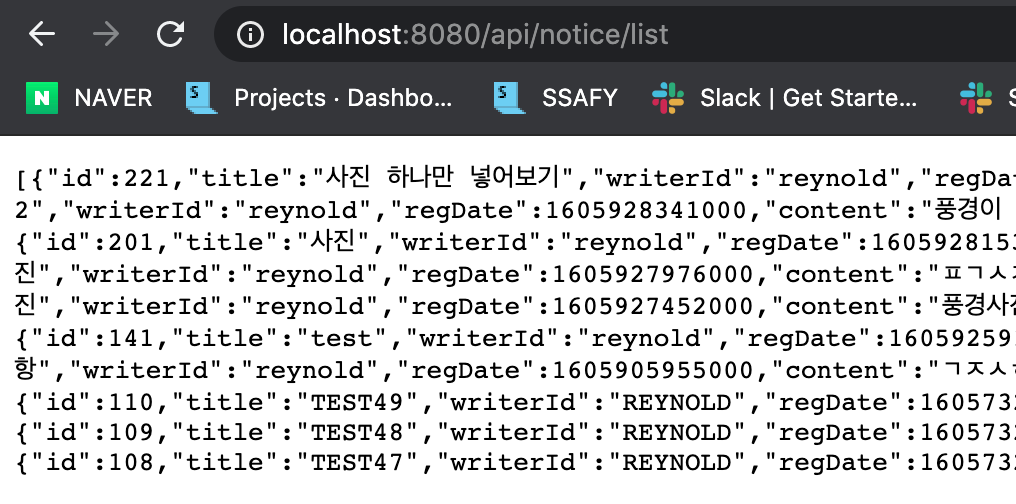 localhost:8080/api/notice/list
NAVER Projects · Dashbo... SSAFY Slack | Get Starte...
[{"id":221,"title":"사진 하나만 넣어보기","writerId":"reynold","regDa
2","writerId":"reynold","regDate":1605928341000,"content":"풍경이
{"id":201,"title":"사진","writerId":"reynold","regDate":160592815
진","writerId":"reynold","regDate":1605927976000,"content":"ㅍㄱㅅ
진","writerId":"reynold","regDate":1605927452000,"content":"풍경사
{"id":141,"title":"test","writerId":"reynold","regDate":16059259
항","writerId":"reynold","regDate":1605905955000,"content":"ㄱㅈㅅ
{"id":110,"title":"TEST49","writerId":"REYNOLD","regDate":160573
{"id":109,"title":"TEST48","writerId":"REYNOLD","regDate":160573
{"id":108,"title":"TEST47","writerId":"REYNOLD","regDate":160573